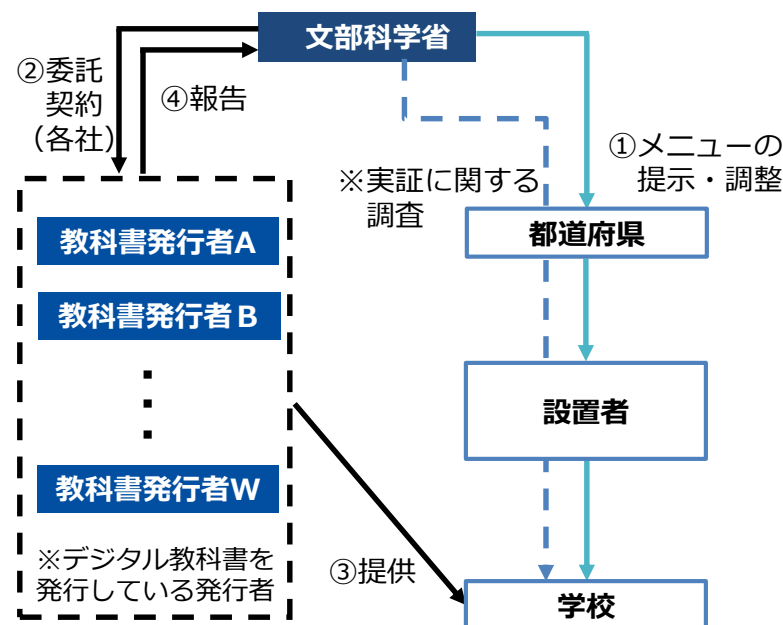 文部科学省
②委託
契約
（各社）
④報告
①メニューの
提示・調整
※実証に関する
調査
教科書発行者A
都道府県
教科書発行者B
設置者
教科書発行者W
※デジタル教科書を
発行している発行者
③提供
学校